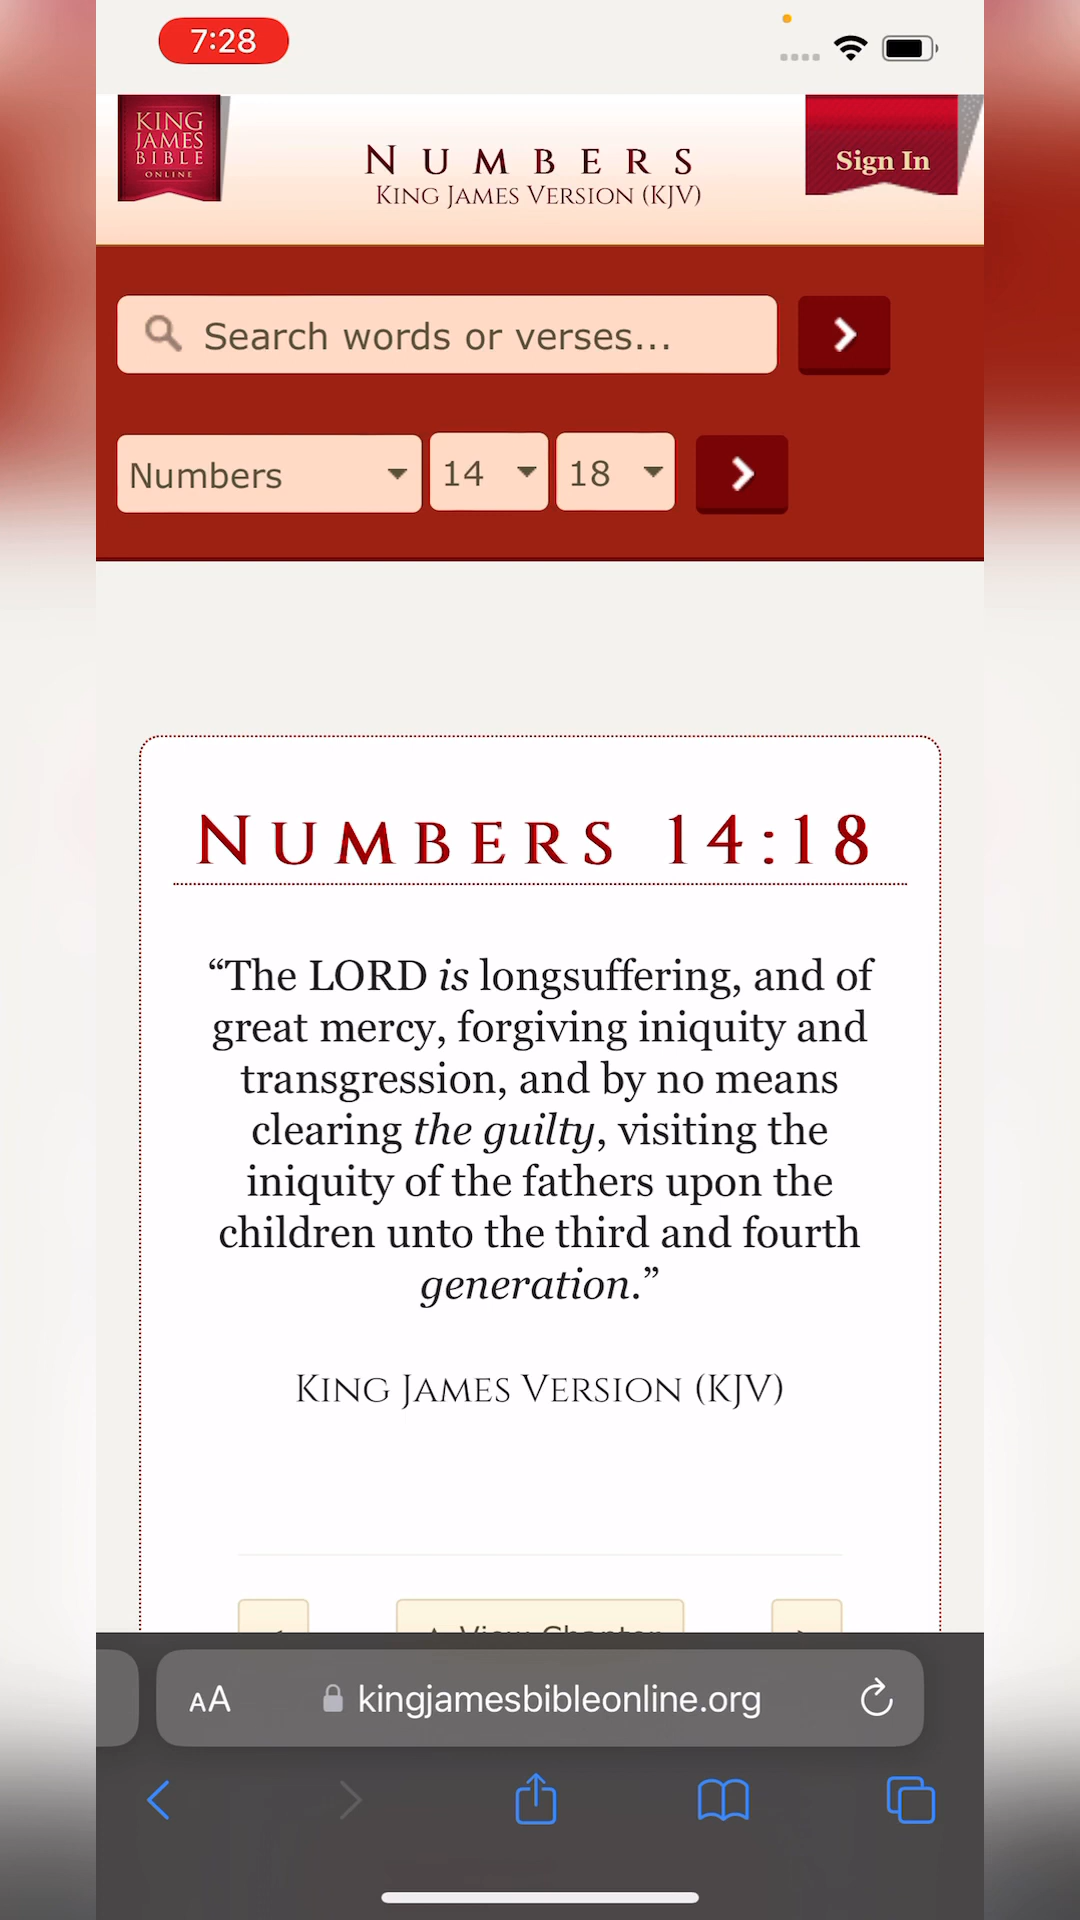 7:28
KING
JAMES
BIBLE
ONLINE
NUMBERS
KING JAMES VERSION (KJV)
Sign In
Search words or verses...
Numbers
14
18
NUMBERS 14:18
“The LORD is longsuffering, and of
great mercy, forgiving iniquity and
transgression, and by no means
clearing the guilty, visiting the
iniquity of the fathers upon the
children unto the third and fourth
generation.”
KING JAMES VERSION (KJV)
View Chapter
AA
kingjamesbibleonline.org